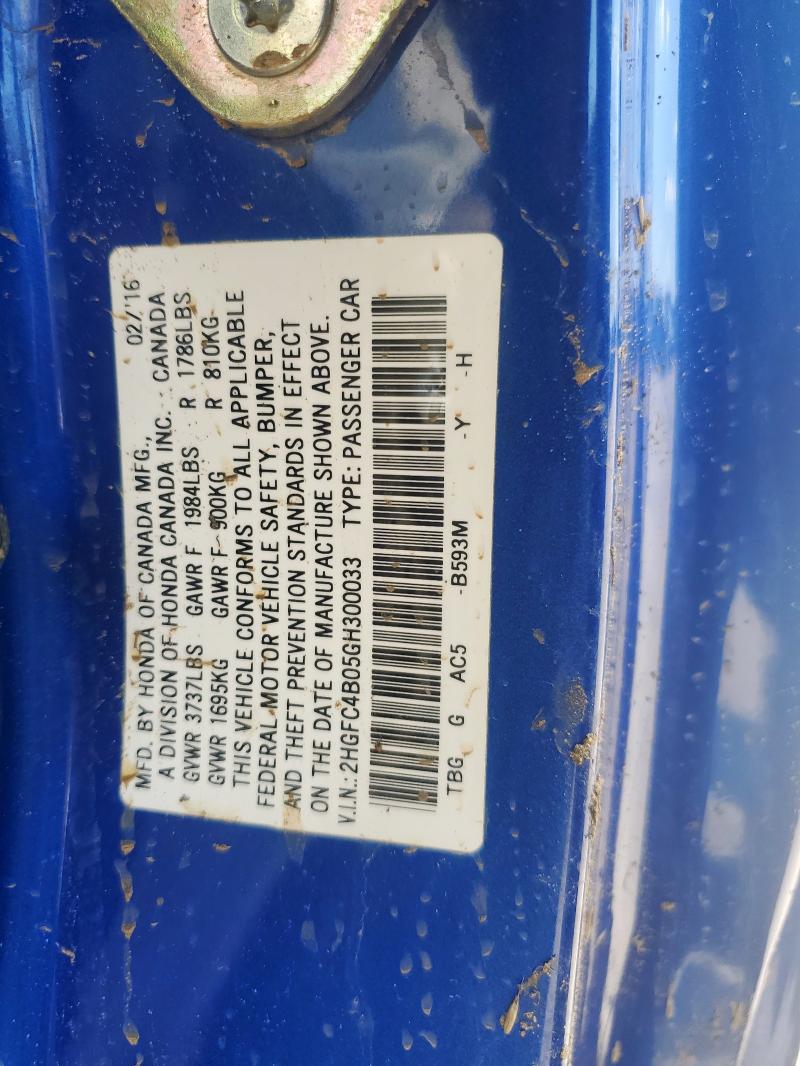 MFD. BY HONDA OF CANADA MFG., 02/'16
A DIVISION OF HONDA CANADA INC. CANADA
GVWR 3737LBS GAWR F 1984LBS R 1786LBS
GVWR 1695KG GAWR F 900KG R 810KG
THIS VEHICLE CONFORMS TO ALL APPLICABLE
FEDERAL MOTOR VEHICLE SAFETY, BUMPER,
AND THEFT PREVENTION STANDARDS IN EFFECT
ON THE DATE OF MANUFACTURE SHOWN ABOVE.
V.I.N.: 2HGFC4B05GH300033 TYPE: PASSENGER CAR
TBG G AC5 -B593M -Y -H